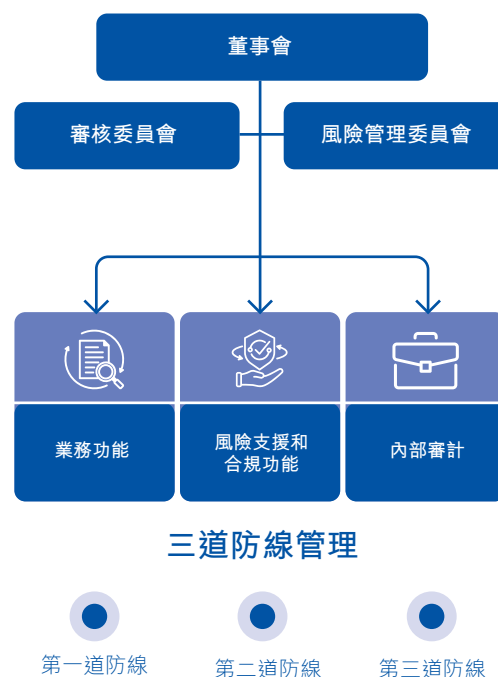 董事會
審核委員會
風險管理委員會
業務功能
風險支援和
合規功能
內部審計
三道防線管理
第一道防線
第二道防線
第三道防線